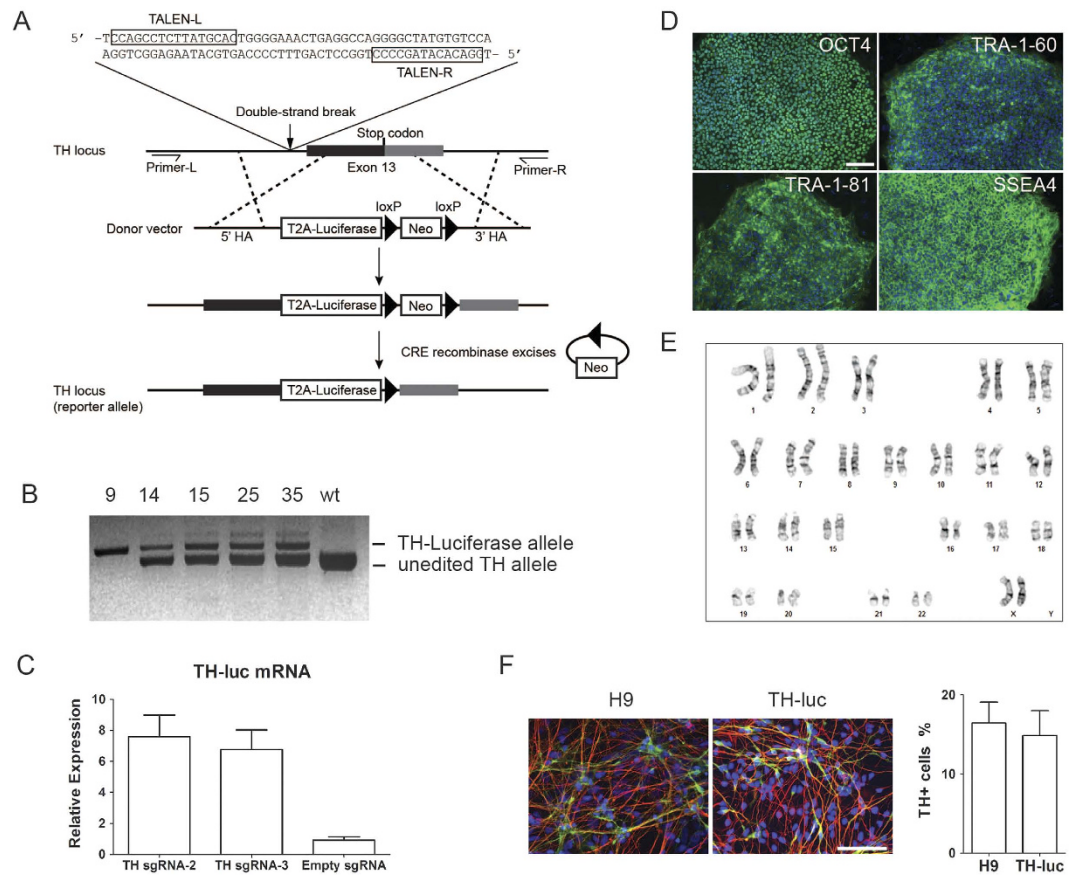 A
TALEN-L
5' -TCCAGCCTCTTATGCACTGGGGAAACTGAGGCCAGGGGCTATGTGTCCA
AGGTCGGAGAATACGTGACCCCTTTGACTCCGGTCCCCGATACACAGGT- 5'
TALEN-R
Double-strand break
Stop codon
TH locus
Primer-L
Exon 13
Primer-R
loxP loxP
Donor vector
5' HA
T2A-Luciferase
Neo
3' HA
T2A-Luciferase
Neo
CRE recombinase excises
Neo
TH locus
(reporter allele)
T2A-Luciferase
B
9 14 15 25 35 wt
TH-Luciferase allele
unedited TH allele
C
TH-luc mRNA
Relative Expression
10
8
6
4
2
0
TH sgRNA-2 TH sgRNA-3 Empty sgRNA
D
OCT4 TRA-1-60
TRA-1-81 SSEA4
E
1 2 3 4 5
6 7 8 9 10 11 12
13 14 15 16 17 18
19 20 21 22 X Y
F
H9 TH-luc
TH+ cells %
20
10
0
H9 TH-luc